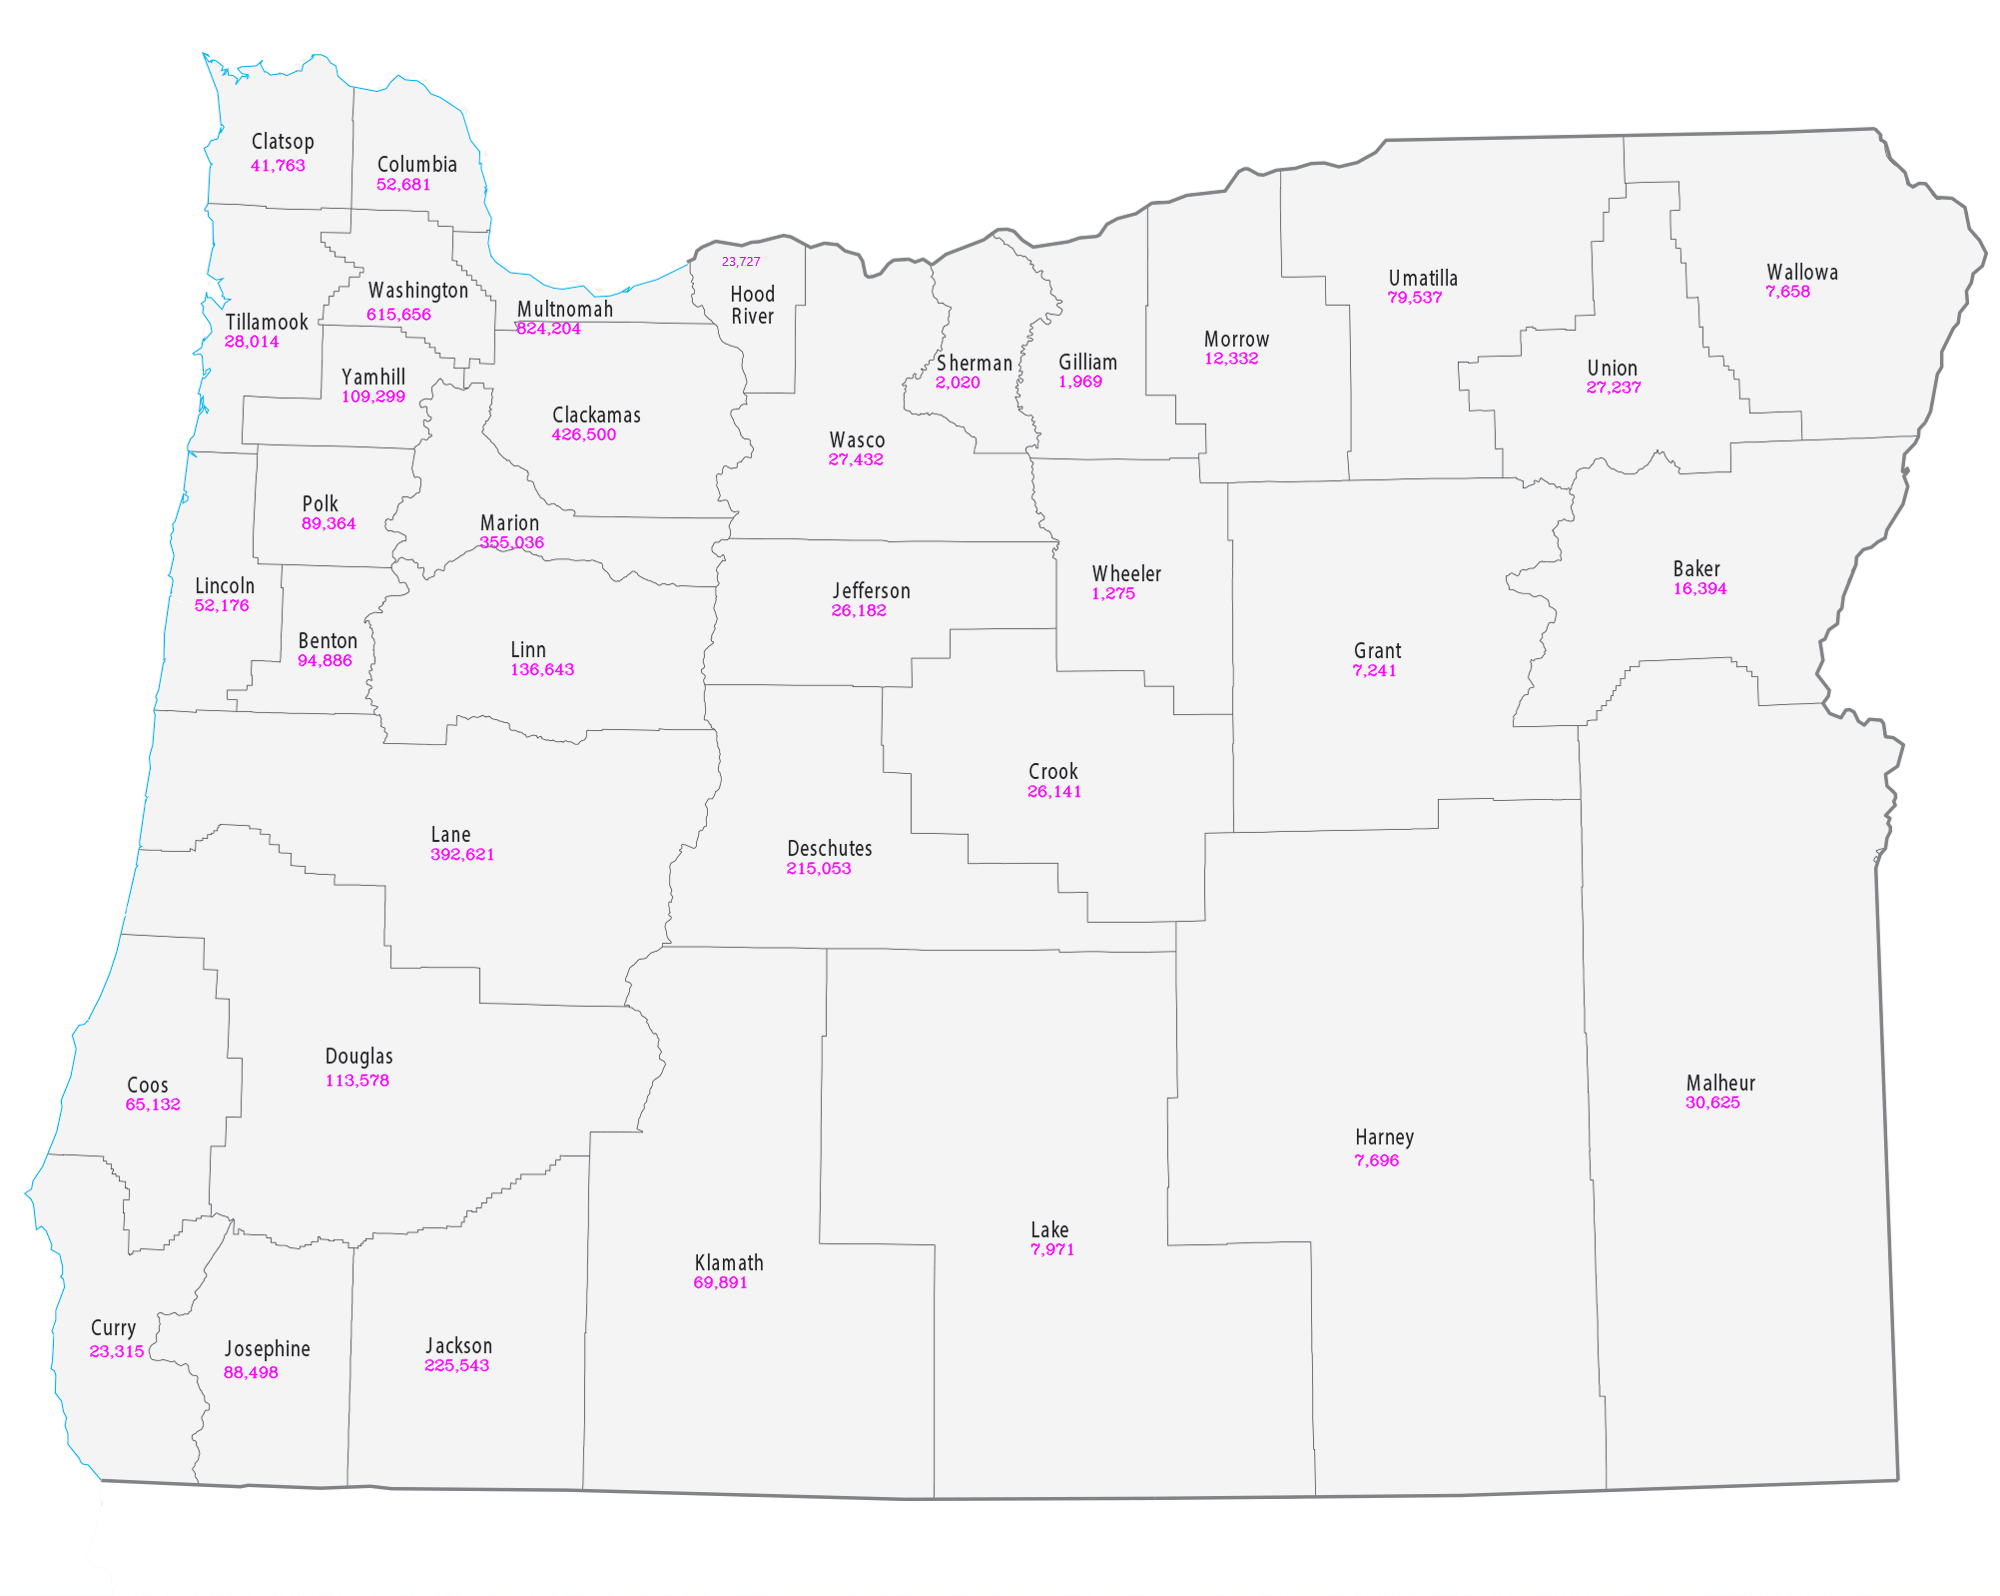 Clatsop
41,763
Columbia
52,681
Washington
615,656
Multnomah
824,204
23,727
Hood
River
Tillamook
28,014
Yamhill
109,299
Clackamas
426,500
Wasco
27,432
Sherman
2,020
Gilliam
1,969
Morrow
12,332
Umatilla
79,537
Union
27,237
Wallowa
7,658
Polk
89,364
Marion
355,036
Lincoln
52,176
Benton
94,886
Linn
136,643
Jefferson
26,182
Wheeler
1,275
Grant
7,241
Baker
16,394
Lane
392,621
Deschutes
215,053
Crook
26,141
Coos
65,132
Douglas
113,578
Klamath
69,891
Lake
7,971
Harney
7,696
Malheur
30,625
Curry
23,315
Josephine
88,498
Jackson
225,543